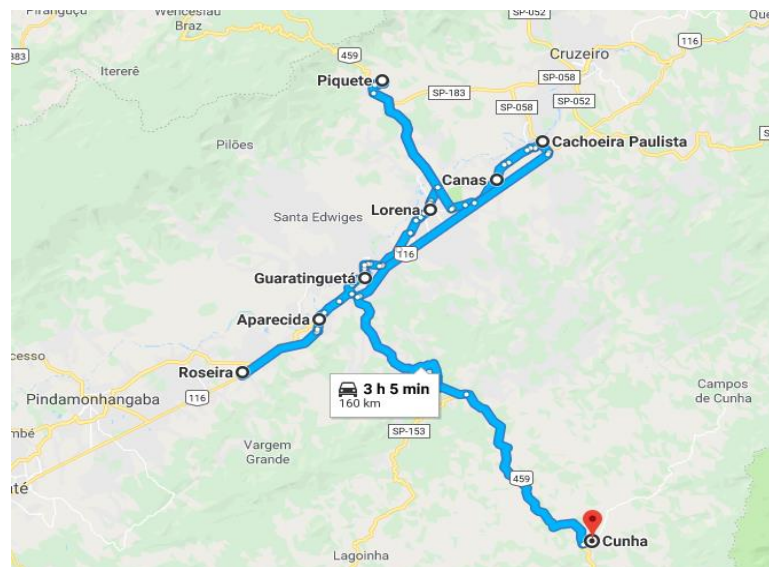 Piranguçu
Wenceslau
Braz
SP-052
Que
383
459
Cruzeiro
116
Itererê
Piquete
SP-183
SP-058
SP-058
SP-052
Pilões
Cachoeira Paulista
Canas
Lorena
Santa Edwiges
116
Guaratinguetá
Aparecida
cesso
Roseira
3 h 5 min
160 km
Pindamonhangaba
116
Campos
de Cunha
mbé
SP-153
Vargem
Grande
até
459
Cunha
Lagoinha